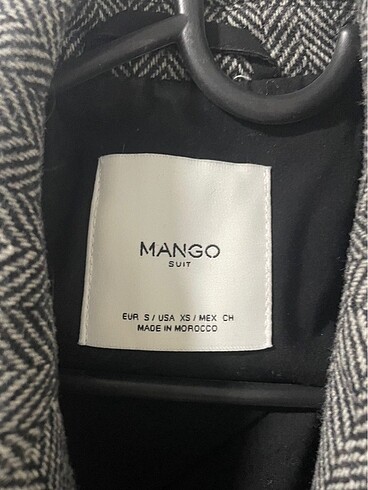 MANGO
SUIT
EUR S / USA XS / MEX CH
MADE IN MOROCCO